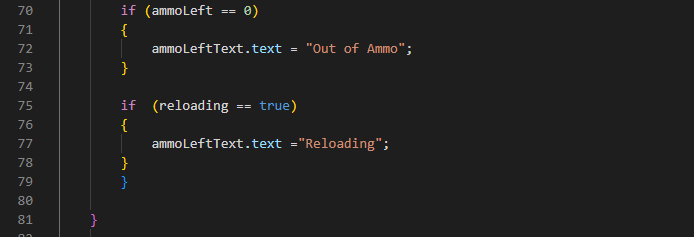 70 if (ammoLeft == 0)
71 {
72 ammoLeftText.text = "Out of Ammo";
73 }
74
75 if  (reloading == true)
76 {
77 ammoLeftText.text ="Reloading";
78 }
79 }
80
81 }